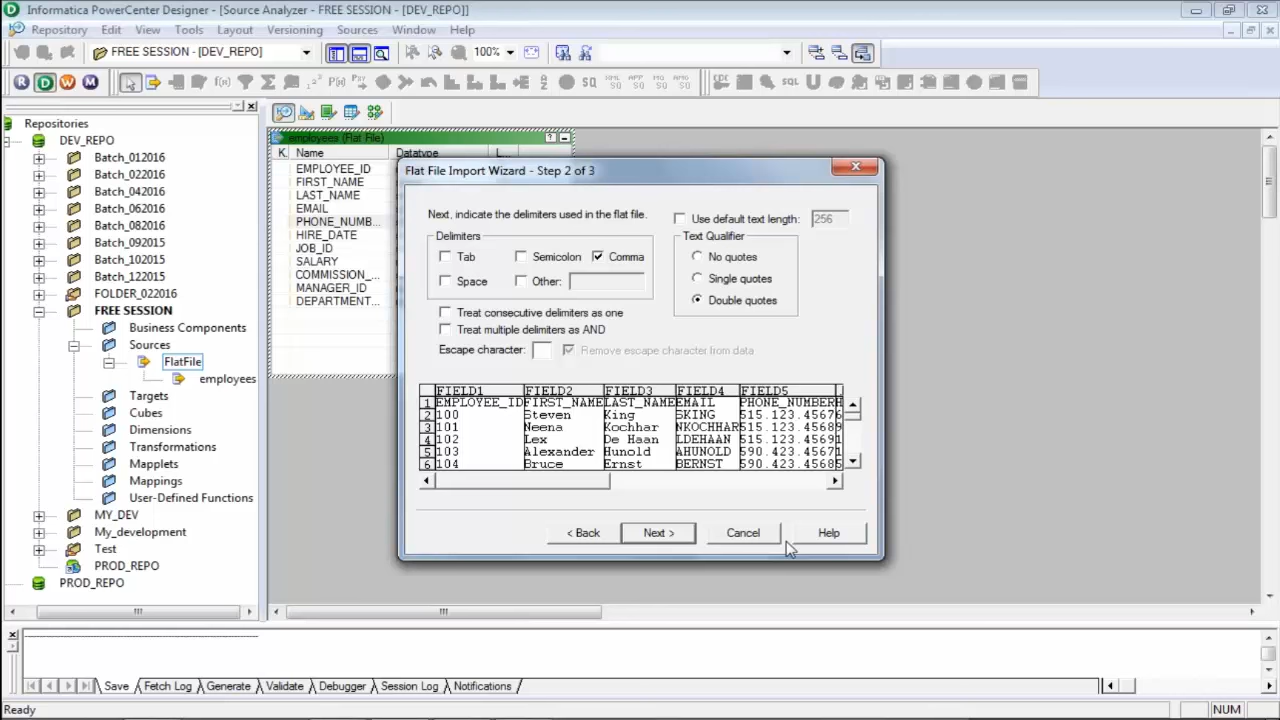 Informatica PowerCenter Designer - [Source Analyzer - FREE SESSION - [DEV_REPO]]
Repository Edit View Tools Layout Versioning Sources Window Help
FREE SESSION - [DEV_REPO] 100%
R D W M
Repositories
DEV_REPO
Batch_012016
Batch_022016
Batch_042016
Batch_062016
Batch_082016
Batch_092015
Batch_102015
Batch_122015
FOLDER_022016
FREE SESSION
Business Components
Sources
FlatFile
employees
Targets
Cubes
Dimensions
Transformations
Mapplets
Mappings
User-Defined Functions
MY_DEV
My_development
Test
PROD_REPO
PROD_REPO
employees (Flat File)
K. Name Datatype L...
EMPLOYEE_ID
FIRST_NAME
LAST_NAME
EMAIL
PHONE_NUMB...
HIRE_DATE
JOB_ID
SALARY
COMMISSION_...
MANAGER_ID
DEPARTMENT...
Flat File Import Wizard - Step 2 of 3
Next, indicate the delimiters used in the flat file.
Use default text length: 256
Delimiters
Tab Semicolon Comma
Space Other:
Text Qualifier
No quotes
Single quotes
Double quotes
Treat consecutive delimiters as one
Treat multiple delimiters as AND
Escape character: Remove escape character from data
FIELD1 FIELD2 FIELD3 FIELD4 FIELD5
1 EMPLOYEE_ID FIRST_NAME LAST_NAME EMAIL PHONE_NUMBER H
2 100 Steven King SKING 515.123.4567 6
3 101 Neena Kochhar NKOCHHAR 515.123.4568 9
4 102 Lex De Haan LDEHAAN 515.123.4569 1
5 103 Alexander Hunold AHUNOLD 590.423.4567 1
6 104 Bruce Ernst BERNST 590.423.4568 5
< Back Next > Cancel Help
Save Fetch Log Generate Validate Debugger Session Log Notifications
Ready NUM